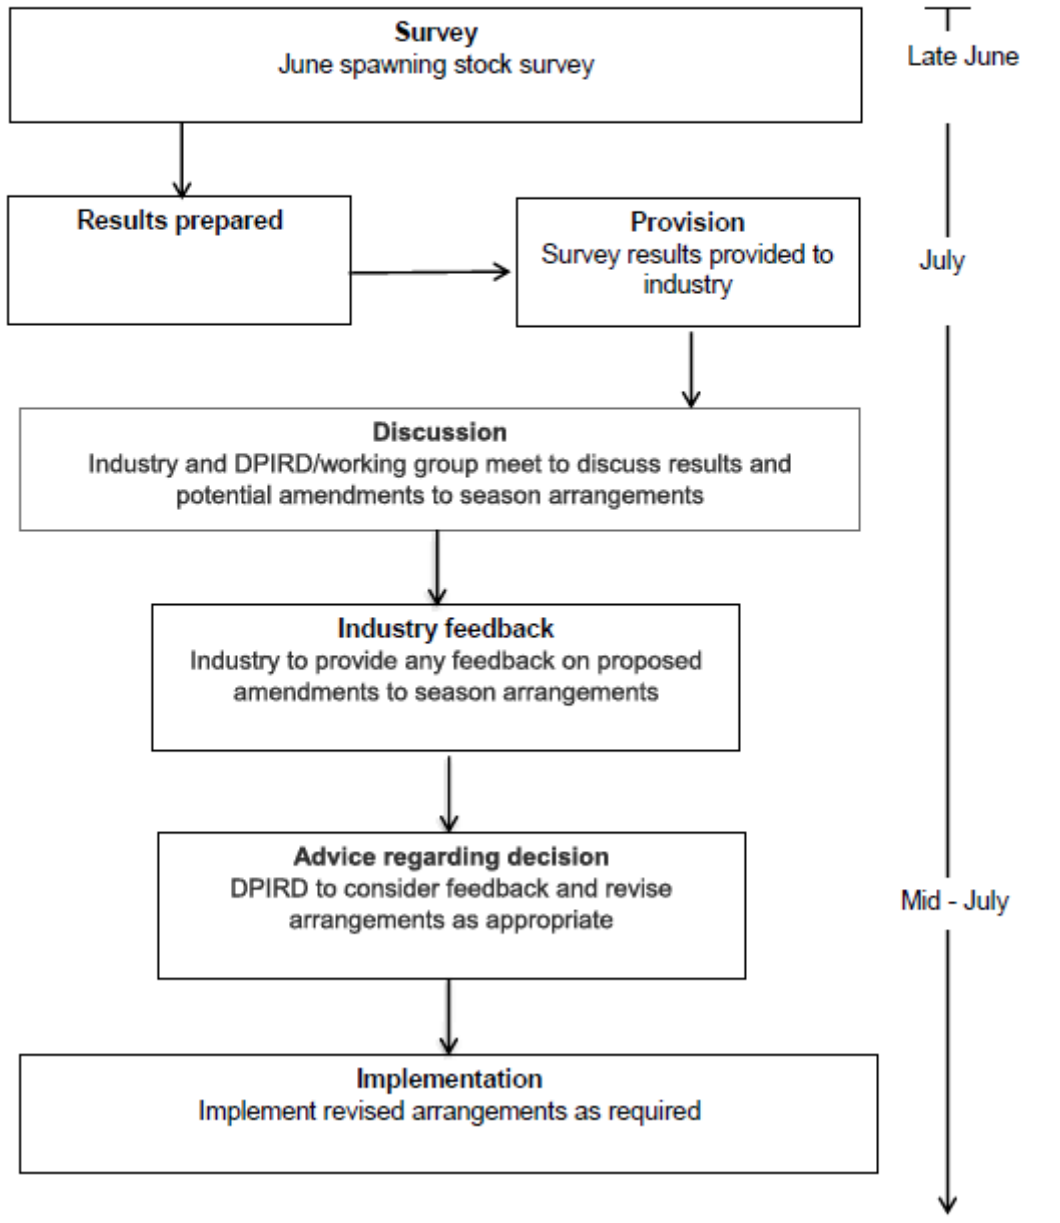 Survey
June spawning stock survey
Late June
Results prepared
Provision
Survey results provided to
industry
July
Discussion
Industry and DPIRD/working group meet to discuss results and
potential amendments to season arrangements
Industry feedback
Industry to provide any feedback on proposed
amendments to season arrangements
Advice regarding decision
DPIRD to consider feedback and revise
arrangements as appropriate
Mid - July
Implementation
Implement revised arrangements as required